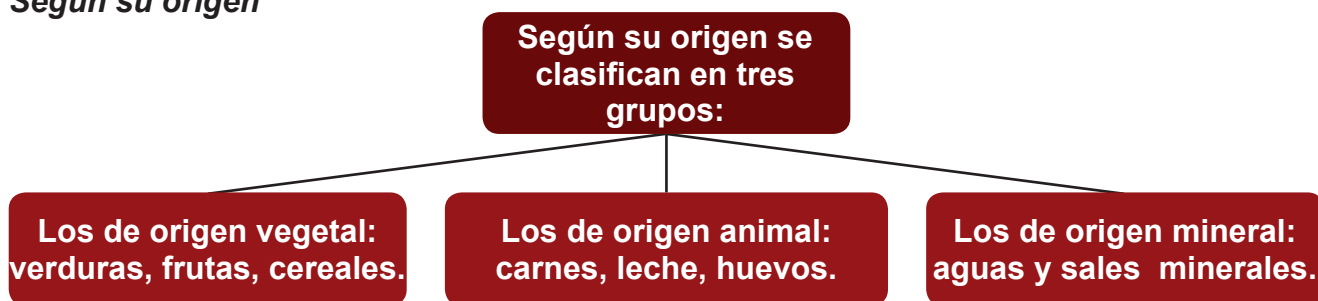 Según su origen
Según su origen se
clasifican en tres
grupos:
Los de origen vegetal:
verduras, frutas, cereales.
Los de origen animal:
carnes, leche, huevos.
Los de origen mineral:
aguas y sales minerales.